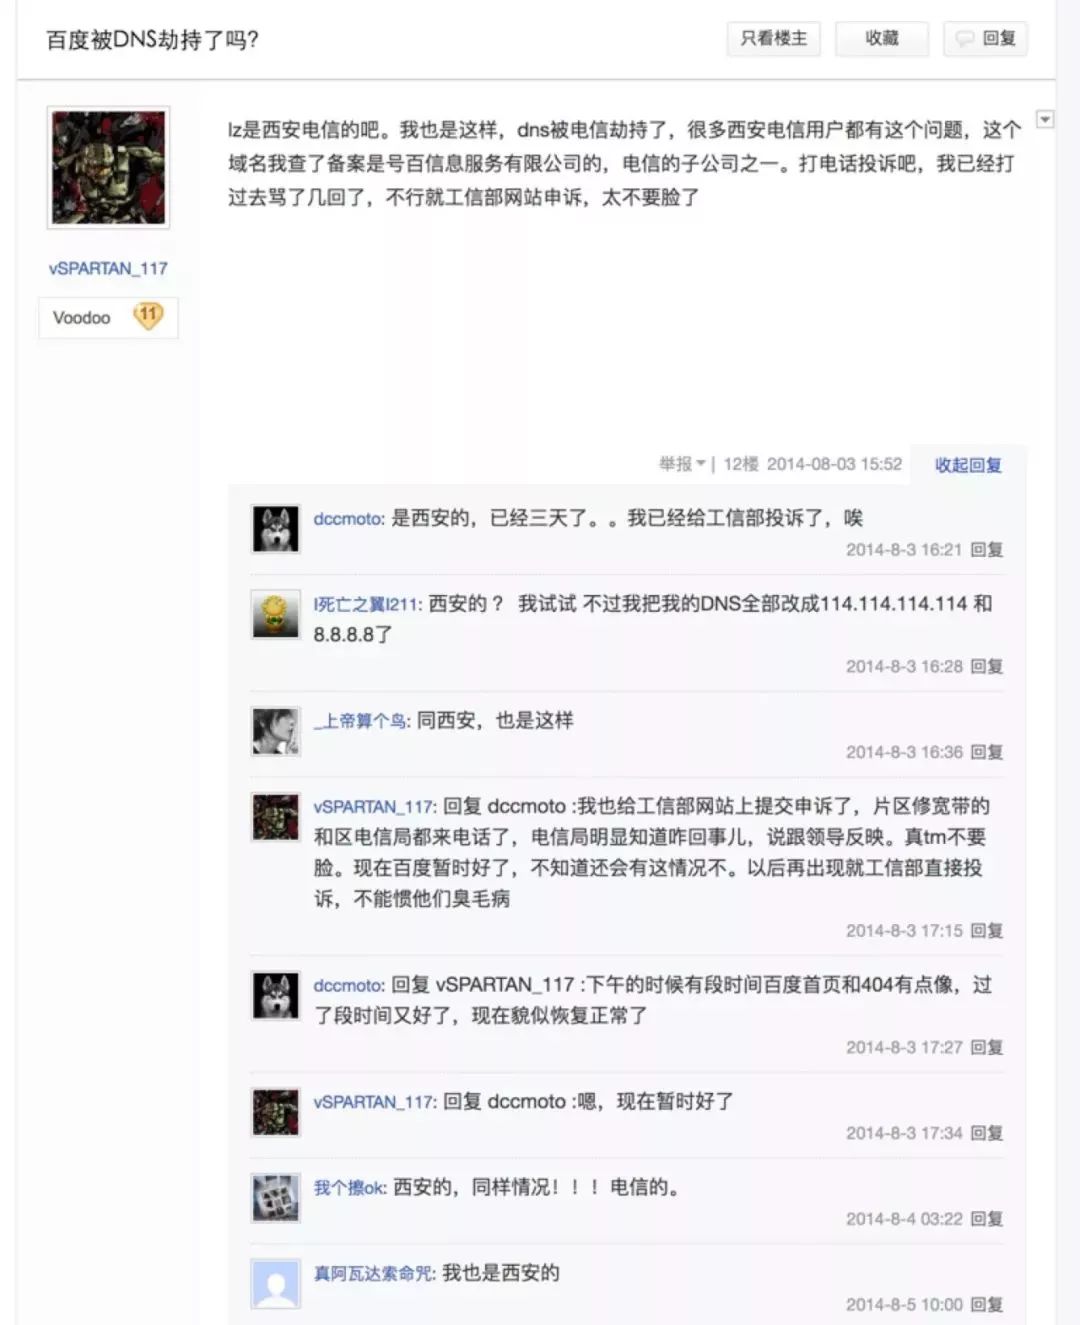 百度被DNS劫持了吗?
只看楼主 收藏 回复
lz是西安电信的吧。我也是这样，dns被电信劫持了，很多西安电信用户都有这个问题，这个
域名我查了备案是号百信息服务有限公司的，电信的子公司之一。打电话投诉吧，我已经打
过去骂了几回了，不行就工信部网站申诉，太不要脸了
vSPARTAN_117
Voodoo 11
举报 | 12楼 2014-08-03 15:52 收起回复
dccmoto: 是西安的，已经三天了。。我已经给工信部投诉了，唉
2014-8-3 16:21 回复
I死亡之翼I211: 西安的？ 我试试 不过我把我的DNS全部改成114.114.114.114 和
8.8.8.8了
2014-8-3 16:28 回复
_上帝算个鸟: 同西安，也是这样
2014-8-3 16:36 回复
vSPARTAN_117: 回复 dccmoto :我也给工信部网站上提交申诉了，片区修宽带的
和区电信局都来电话了，电信局明显知道咋回事儿，说跟领导反映。真tm不要
脸。现在百度暂时好了，不知道还会有这情况不。以后再出现就工信部直接投
诉，不能惯他们臭毛病
2014-8-3 17:15 回复
dccmoto: 回复 vSPARTAN_117 :下午的时候有段时间百度首页和404有点像，过
了段时间又好了，现在貌似恢复正常了
2014-8-3 17:27 回复
vSPARTAN_117: 回复 dccmoto :嗯，现在暂时好了
2014-8-3 17:34 回复
我个擦ok: 西安的，同样情况！！！电信的。
2014-8-4 03:22 回复
真阿瓦达索命咒: 我也是西安的
2014-8-5 10:00 回复